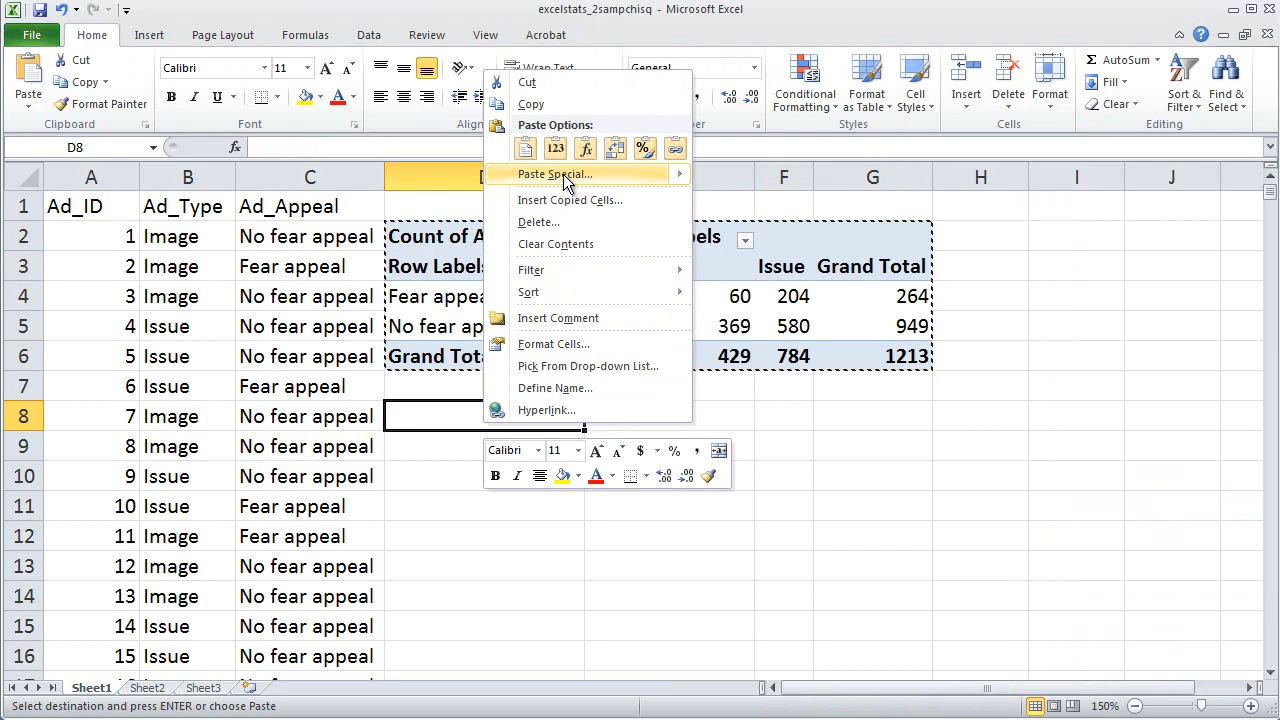 excelstats_2sampchisq - Microsoft Excel
File Home Insert Page Layout Formulas Data Review View Acrobat
Paste
Cut
Copy
Format Painter
Clipboard
Calibri 11
B I U
Font
Wrap Text
General
Conditional Formatting
Format as Table
Cell Styles
Styles
Insert Delete Format
Cells
AutoSum
Fill
Clear
Sort & Filter
Find & Select
Editing
D8
fx
A B C F G H I J
1 Ad_ID Ad_Type Ad_Appeal
2 1 Image No fear appeal Count of
3 2 Image Fear appeal Row Labels Issue Grand Total
4 3 Image No fear appeal 60 204 264
5 4 Issue No fear appeal 369 580 949
6 5 Issue No fear appeal 429 784 1213
7 6 Issue Fear appeal
8 7 Image No fear appeal
9 8 Image No fear appeal
10 9 Issue No fear appeal
11 10 Issue Fear appeal
12 11 Image Fear appeal
13 12 Image No fear appeal
14 13 Image No fear appeal
15 14 Issue No fear appeal
16 15 Issue No fear appeal
Cut
Copy
Paste Options:
123 fx %
Paste Special...
Insert Copied Cells...
Delete...
Clear Contents
Filter
Sort
Insert Comment
Format Cells...
Pick From Drop-down List...
Define Name...
Hyperlink...
Calibri 11 A A $ % ,
B I A
Sheet1 Sheet2 Sheet3
Select destination and press ENTER or choose Paste
150%